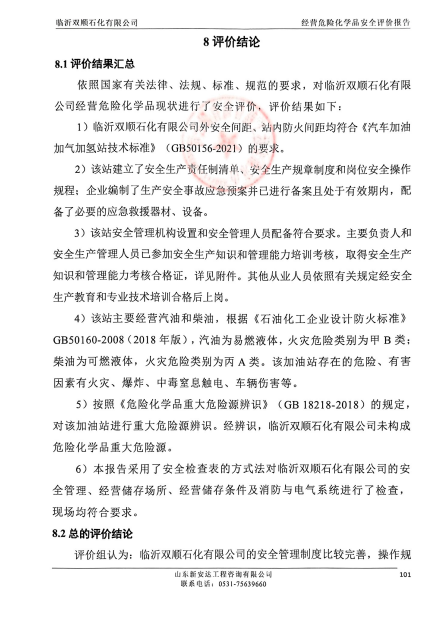 临沂双顺石化有限公司 经营危险化学品安全评价报告
8 评价结论
8.1 评价结果汇总
依照国家有关法律、法规、标准、规范的要求，对临沂双顺石化有限
公司经营危险化学品现状进行了安全评价，评价结果如下：
1）临沂双顺石化有限公司外安全间距、站内防火间距均符合《汽车加油
加气加氢站技术标准》（GB50156-2021）的要求。
2）该站建立了安全生产责任制清单、安全生产规章制度和岗位安全操作
规程；企业编制了生产安全事故应急预案并已进行备案且处于有效期内，配
备了必要的应急救援器材、设备。
3）该站安全管理机构设置和安全管理人员配备符合要求。主要负责人和
安全生产管理人员已参加安全生产知识和管理能力培训考核，取得安全生产
知识和管理能力考核合格证，详见附件。其他从业人员依照有关规定经安全
生产教育和专业技术培训合格后上岗。
4）该站主要经营汽油和柴油，根据《石油化工企业设计防火标准》
GB50160-2008（2018 年版），汽油为易燃液体，火灾危险类别为甲 B 类；
柴油为可燃液体，火灾危险类别为丙 A 类。该加油站存在的危险、有害
因素有火灾、爆炸、中毒窒息触电、车辆伤害等。
5）按照《危险化学品重大危险源辨识》（GB 18218-2018）的规定，
对该加油站进行重大危险源辨识。经辨识，临沂双顺石化有限公司未构成
危险化学品重大危险源。
6）本报告采用了安全检查表的方式法对临沂双顺石化有限公司的安
全管理、经营储存场所、经营储存条件及消防与电气系统进行了检查，
现场均符合要求。
8.2 总的评价结论
评价组认为：临沂双顺石化有限公司的安全管理制度比较完善，操作规
山东新安达工程咨询有限公司 101
联系电话：0531-75639660